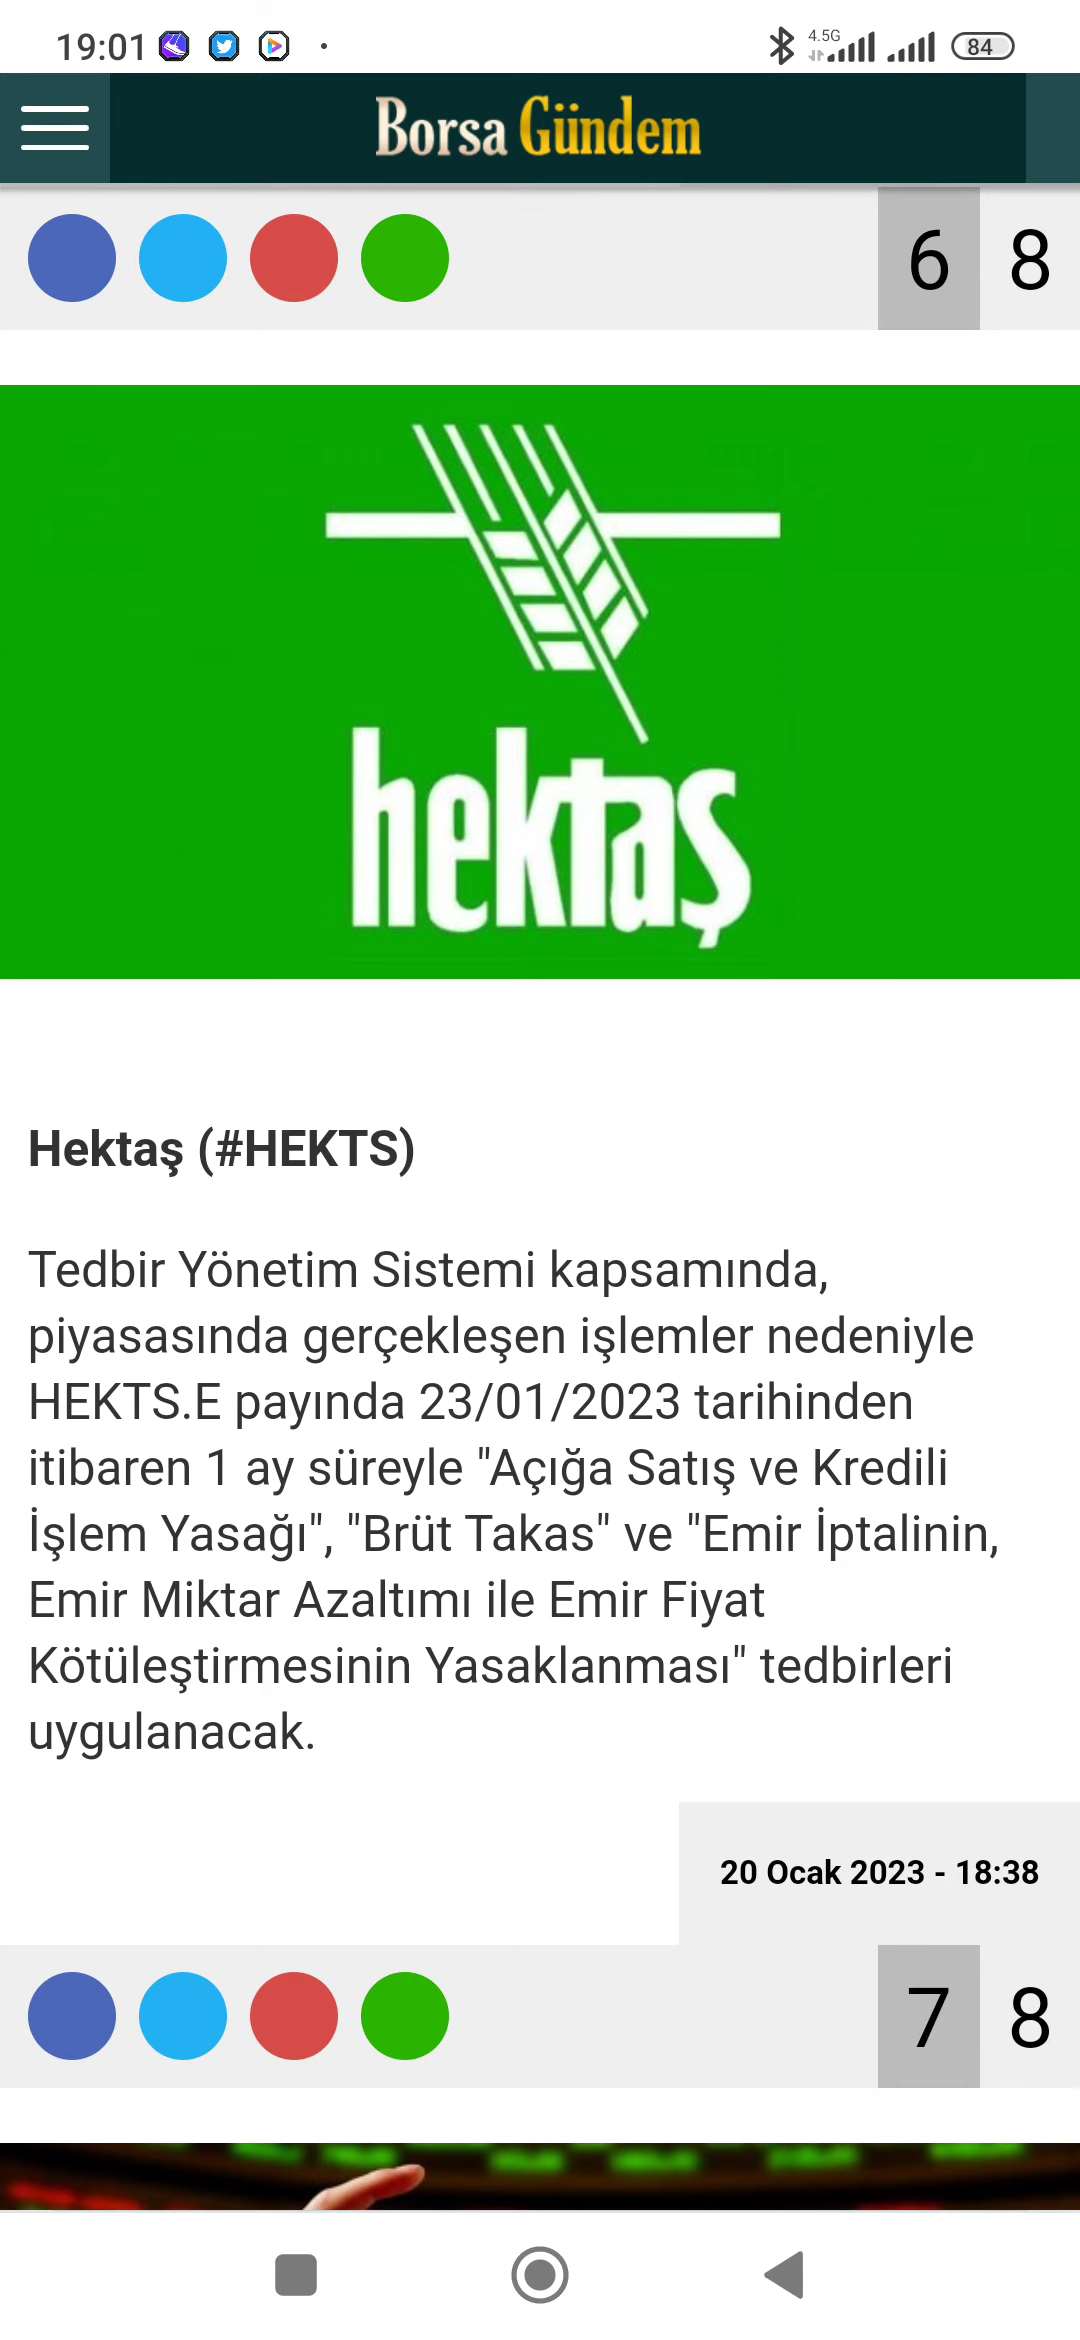 19:01
4.5G
84
Borsa Gündem
6 8
hektaş
Hektaş (#HEKTS)
Tedbir Yönetim Sistemi kapsamında,
piyasasında gerçekleşen işlemler nedeniyle
HEKTS.E payında 23/01/2023 tarihinden
itibaren 1 ay süreyle "Açığa Satış ve Kredili
İşlem Yasağı", "Brüt Takas" ve "Emir İptalinin,
Emir Miktar Azaltımı ile Emir Fiyat
Kötüleştirmesinin Yasaklanması" tedbirleri
uygulanacak.
20 Ocak 2023 - 18:38
7 8